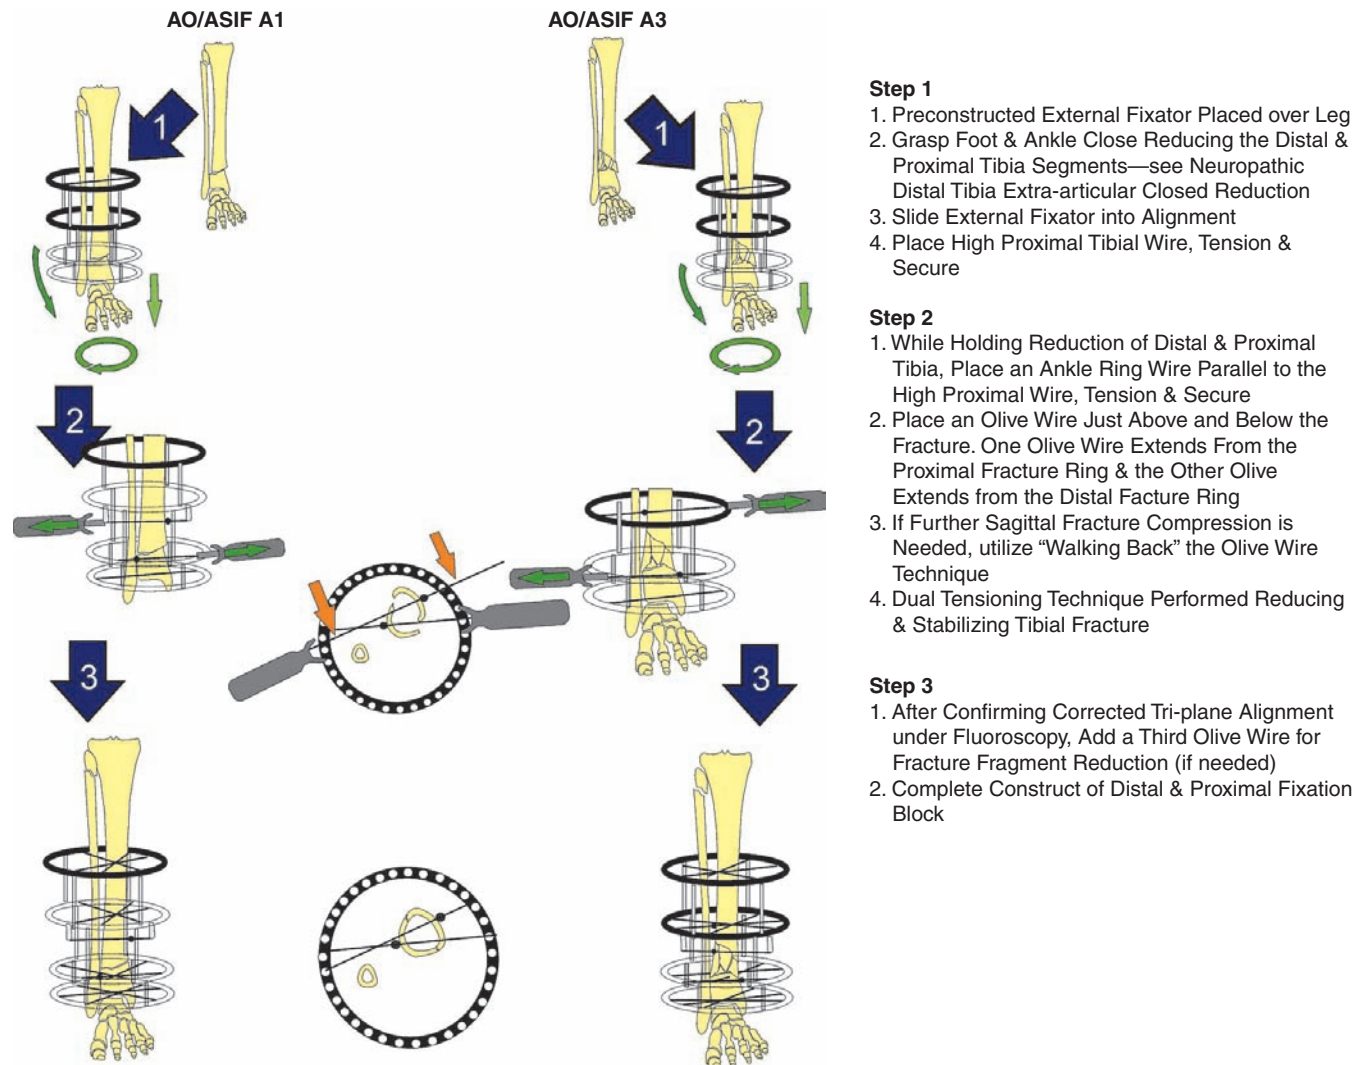 AO/ASIF A1
AO/ASIF A3
1
1
2
2
3
3
Step 1
1. Preconstructed External Fixator Placed over Leg
2. Grasp Foot & Ankle Close Reducing the Distal &
Proximal Tibia Segments—see Neuropathic
Distal Tibia Extra-articular Closed Reduction
3. Slide External Fixator into Alignment
4. Place High Proximal Tibial Wire, Tension &
Secure
Step 2
1. While Holding Reduction of Distal & Proximal
Tibia, Place an Ankle Ring Wire Parallel to the
High Proximal Wire, Tension & Secure
2. Place an Olive Wire Just Above and Below the
Fracture. One Olive Wire Extends From the
Proximal Fracture Ring & the Other Olive
Extends from the Distal Facture Ring
3. If Further Sagittal Fracture Compression is
Needed, utilize “Walking Back” the Olive Wire
Technique
4. Dual Tensioning Technique Performed Reducing
& Stabilizing Tibial Fracture
Step 3
1. After Confirming Corrected Tri-plane Alignment
under Fluoroscopy, Add a Third Olive Wire for
Fracture Fragment Reduction (if needed)
2. Complete Construct of Distal & Proximal Fixation
Block